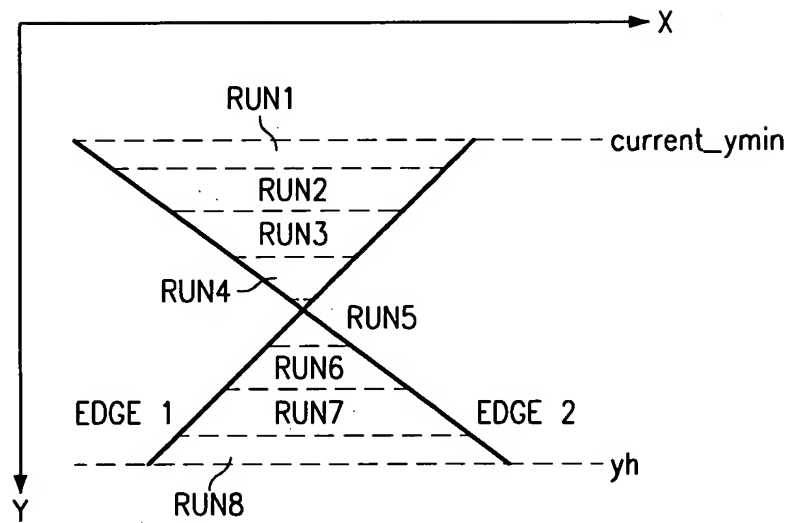 X
RUN1
current_ymin
RUN2
RUN3
RUN4
RUN5
RUN6
EDGE 1
RUN7
EDGE 2
yh
RUN8
Y